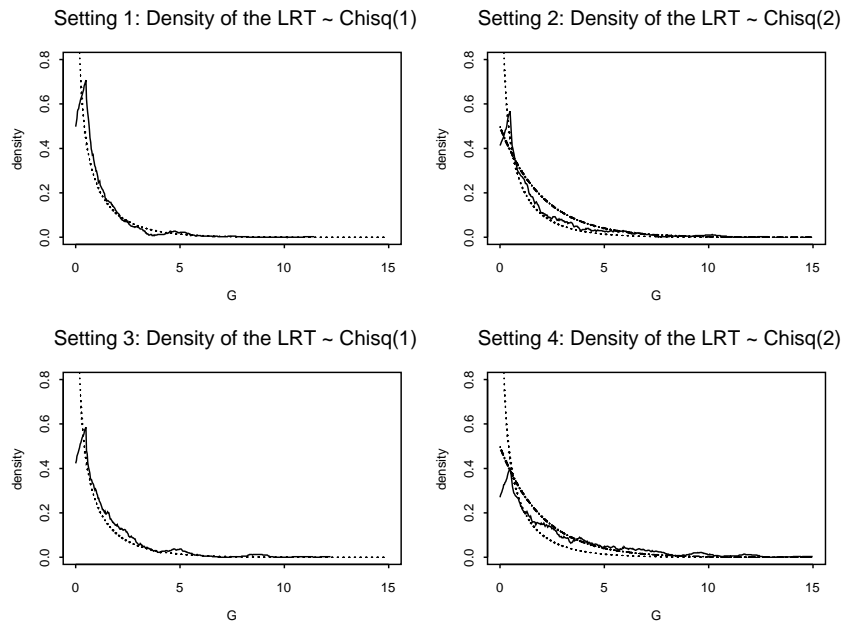 Setting 1: Density of the LRT ~ Chisq(1)
density
0.0 0.2 0.4 0.6 0.8
0 5 10 15
G
Setting 2: Density of the LRT ~ Chisq(2)
density
0.0 0.2 0.4 0.6 0.8
0 5 10 15
G
Setting 3: Density of the LRT ~ Chisq(1)
density
0.0 0.2 0.4 0.6 0.8
0 5 10 15
G
Setting 4: Density of the LRT ~ Chisq(2)
density
0.0 0.2 0.4 0.6 0.8
0 5 10 15
G